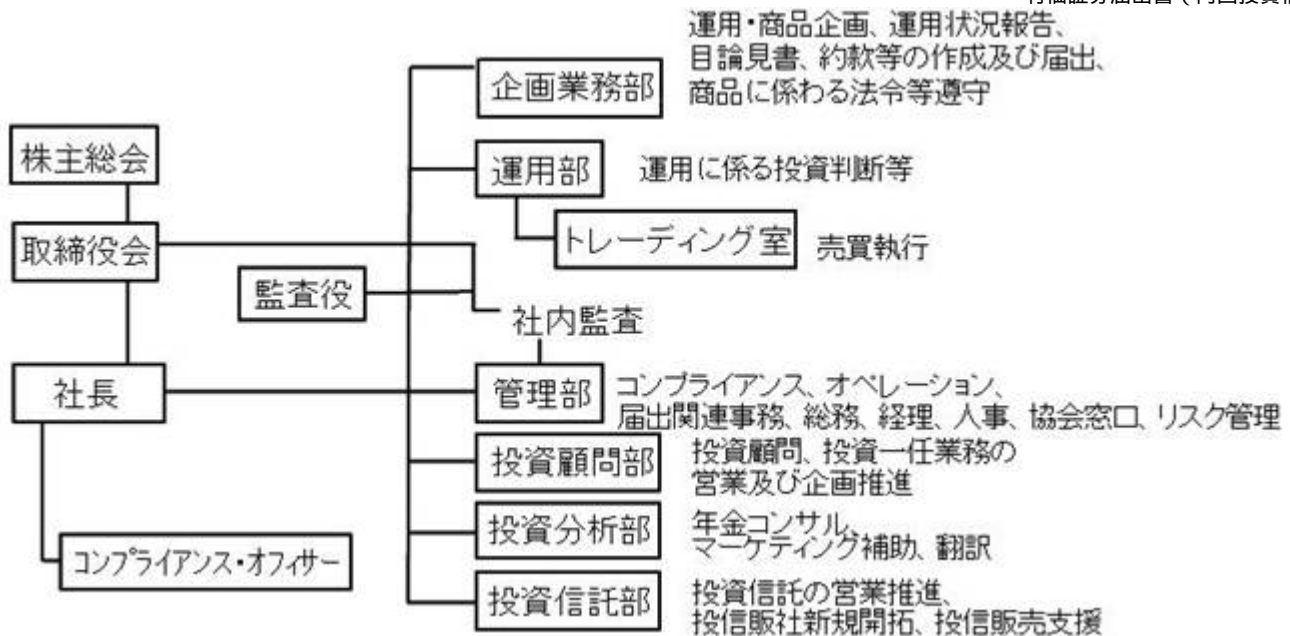 運用・商品企画、運用状況報告、
目論見書、約款等の作成及び届出、
商品に係わる法令等遵守
企画業務部
株主総会
運用部
運用に係る投資判断等
取締役会
トレーディング室
売買執行
監査役
社内監査
社長
管理部
コンプライアンス、オペレーション、
届出関連事務、総務、経理、人事、協会窓口、リスク管理
投資顧問部
投資顧問、投資一任業務の
営業及び企画推進
投資分析部
年金コンサル、
マーケティング補助、翻訳
コンプライアンス・オフィサー
投資信託部
投資信託の営業推進、
投信販社新規開拓、投信販売支援